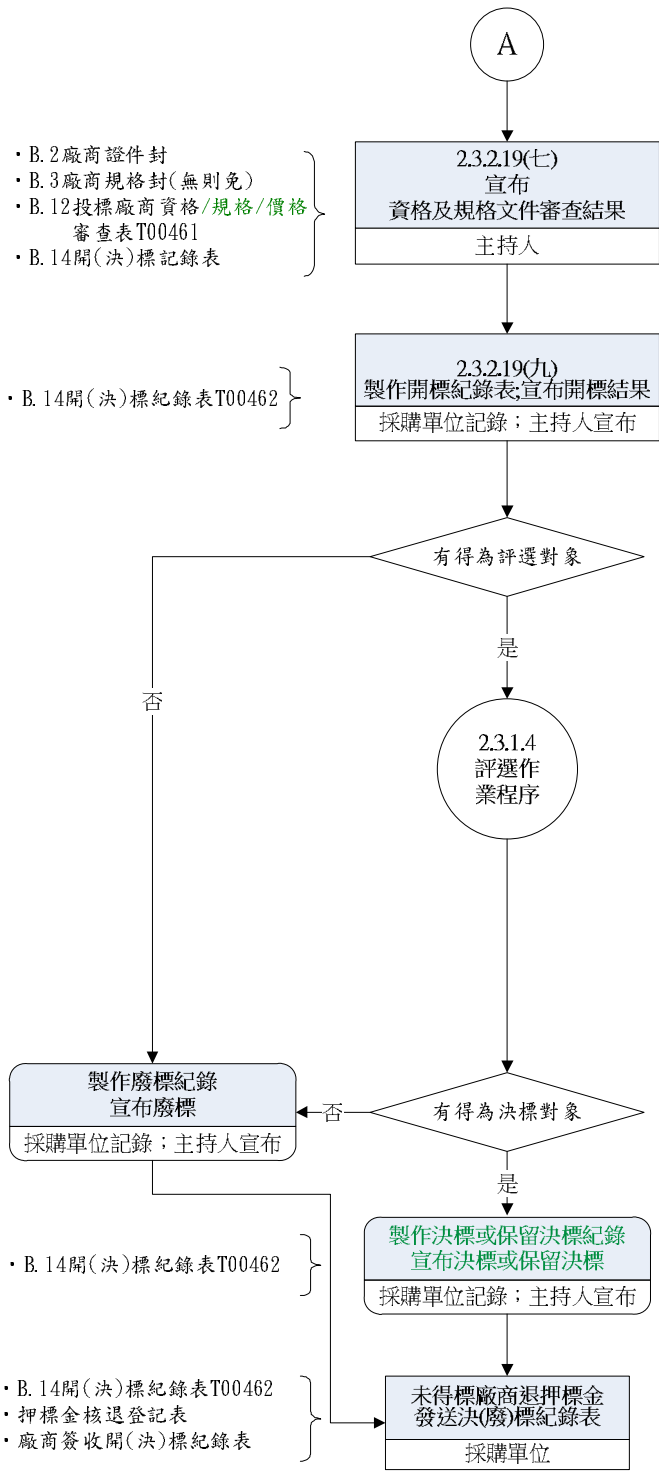 A
・B.2廠商證件封
・B.3廠商規格封(無則免)
・B.12投標廠商資格/規格/價格
審查表T00461
・B.14開(決)標記錄表
2.3.2.19(七)
宣布
資格及規格文件審查結果
主持人
・B.14開(決)標紀錄表T00462
2.3.2.19(九)
製作開標紀錄表;宣布開標結果
採購單位記錄；主持人宣布
有得為評選對象
是
否
2.3.1.4
評選作
業程序
製作廢標紀錄
宣布廢標
採購單位記錄；主持人宣布
否
有得為決標對象
是
・B.14開(決)標紀錄表T00462
製作決標或保留決標紀錄
宣布決標或保留決標
採購單位記錄；主持人宣布
・B.14開(決)標紀錄表T00462
・押標金核退登記表
・廠商簽收開(決)標紀錄表
未得標廠商退押標金
發送決(廢)標紀錄表
採購單位